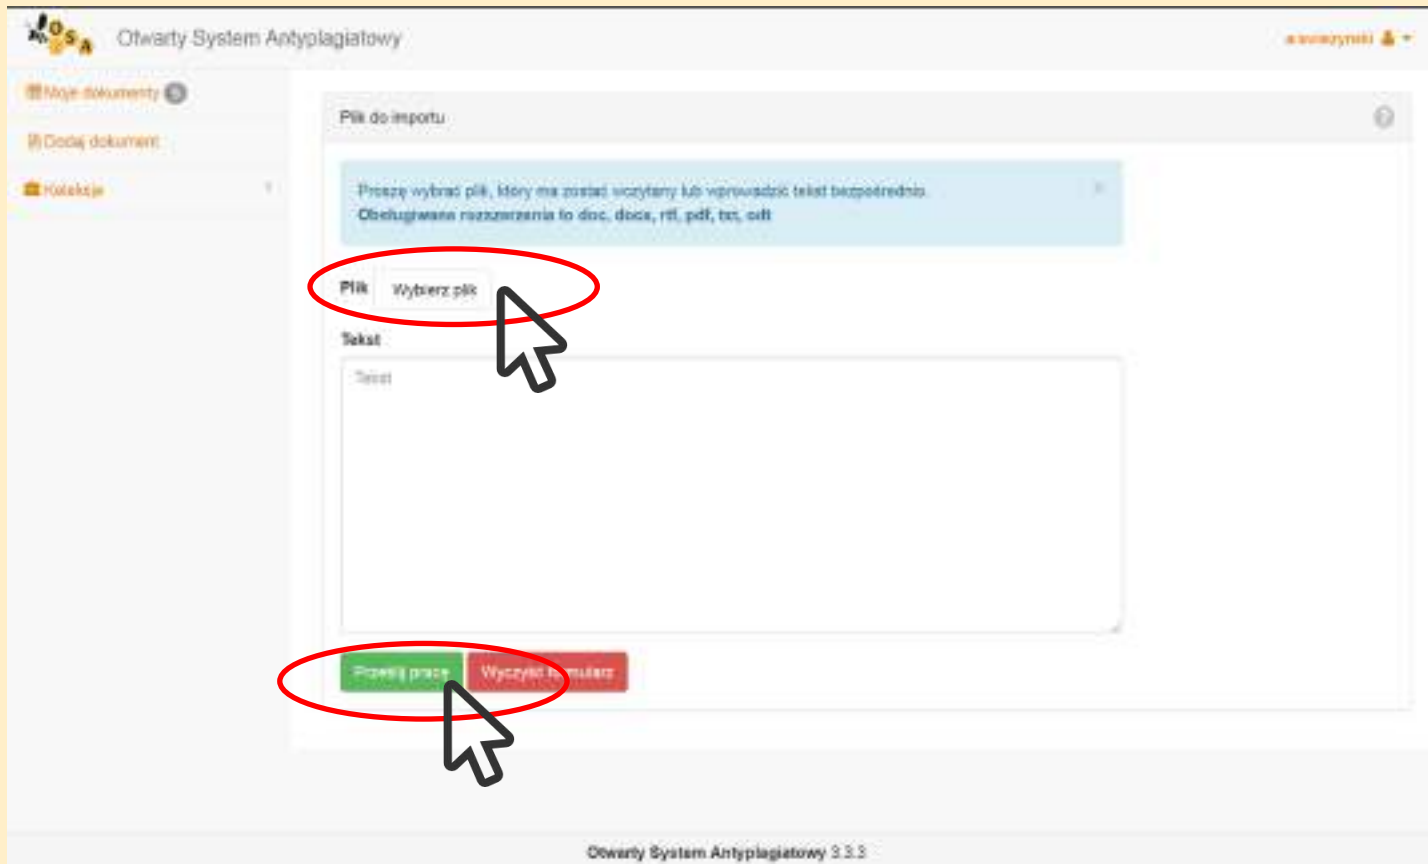 OSA
Otwarty System Antyplagiatowy
Moje dokumenty
Dodaj dokument
Kolekcje
Plik do importu
Proszę wybrać plik, który ma zostać wczytany lub wprowadzić tekst bezpośrednio.
Obsługiwane rozszerzenia to doc, docx, rtf, pdf, txt, odt
Plik Wybierz plik
Tekst
Tekst
Prześlij pracę Wyczyść formularz
Otwarty System Antyplagiatowy 3.3.3